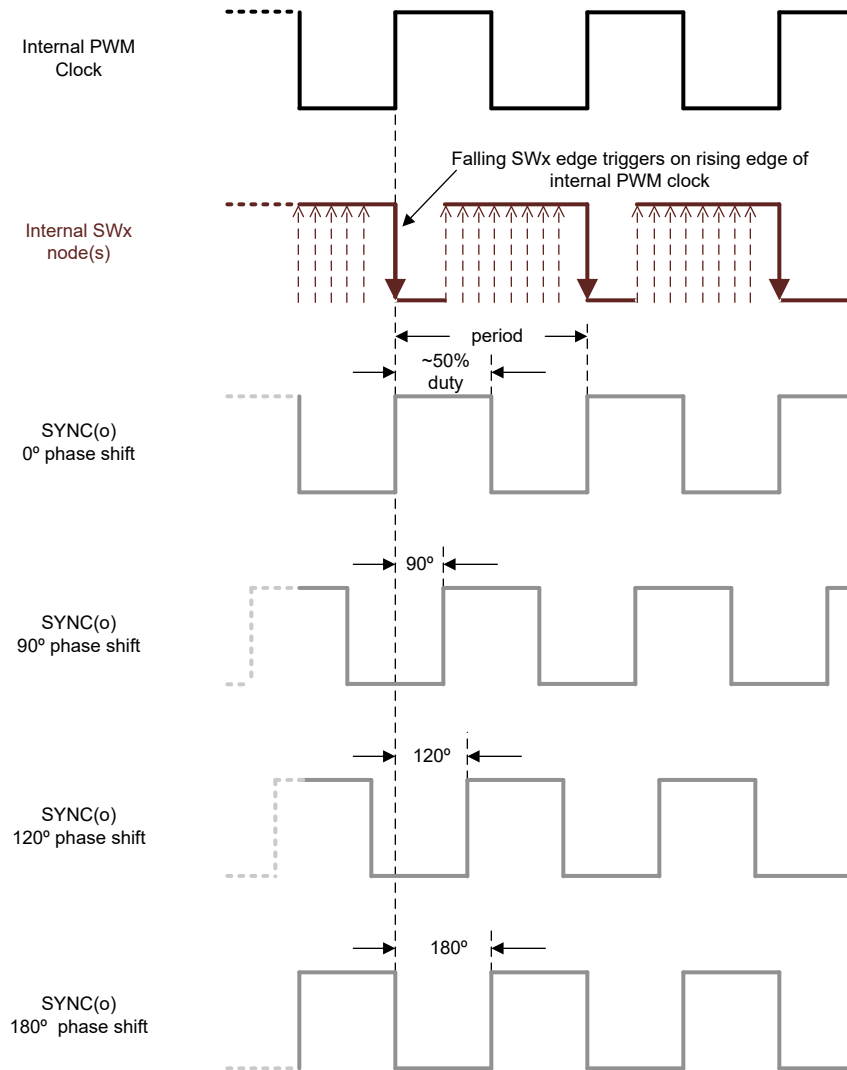 Internal PWM
Clock
Falling SWx edge triggers on rising edge of
internal PWM clock
Internal SWx
node(s)
period
~50%
duty
SYNC(o)
0º phase shift
90º
SYNC(o)
90º phase shift
120º
SYNC(o)
120º phase shift
180º
SYNC(o)
180º phase shift